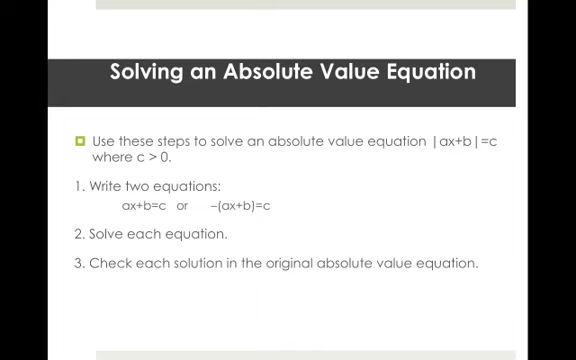 Solving an Absolute Value Equation
Use these steps to solve an absolute value equation |ax+b|=c
where c > 0.
1. Write two equations:
ax+b=c or –(ax+b)=c
2. Solve each equation.
3. Check each solution in the original absolute value equation.